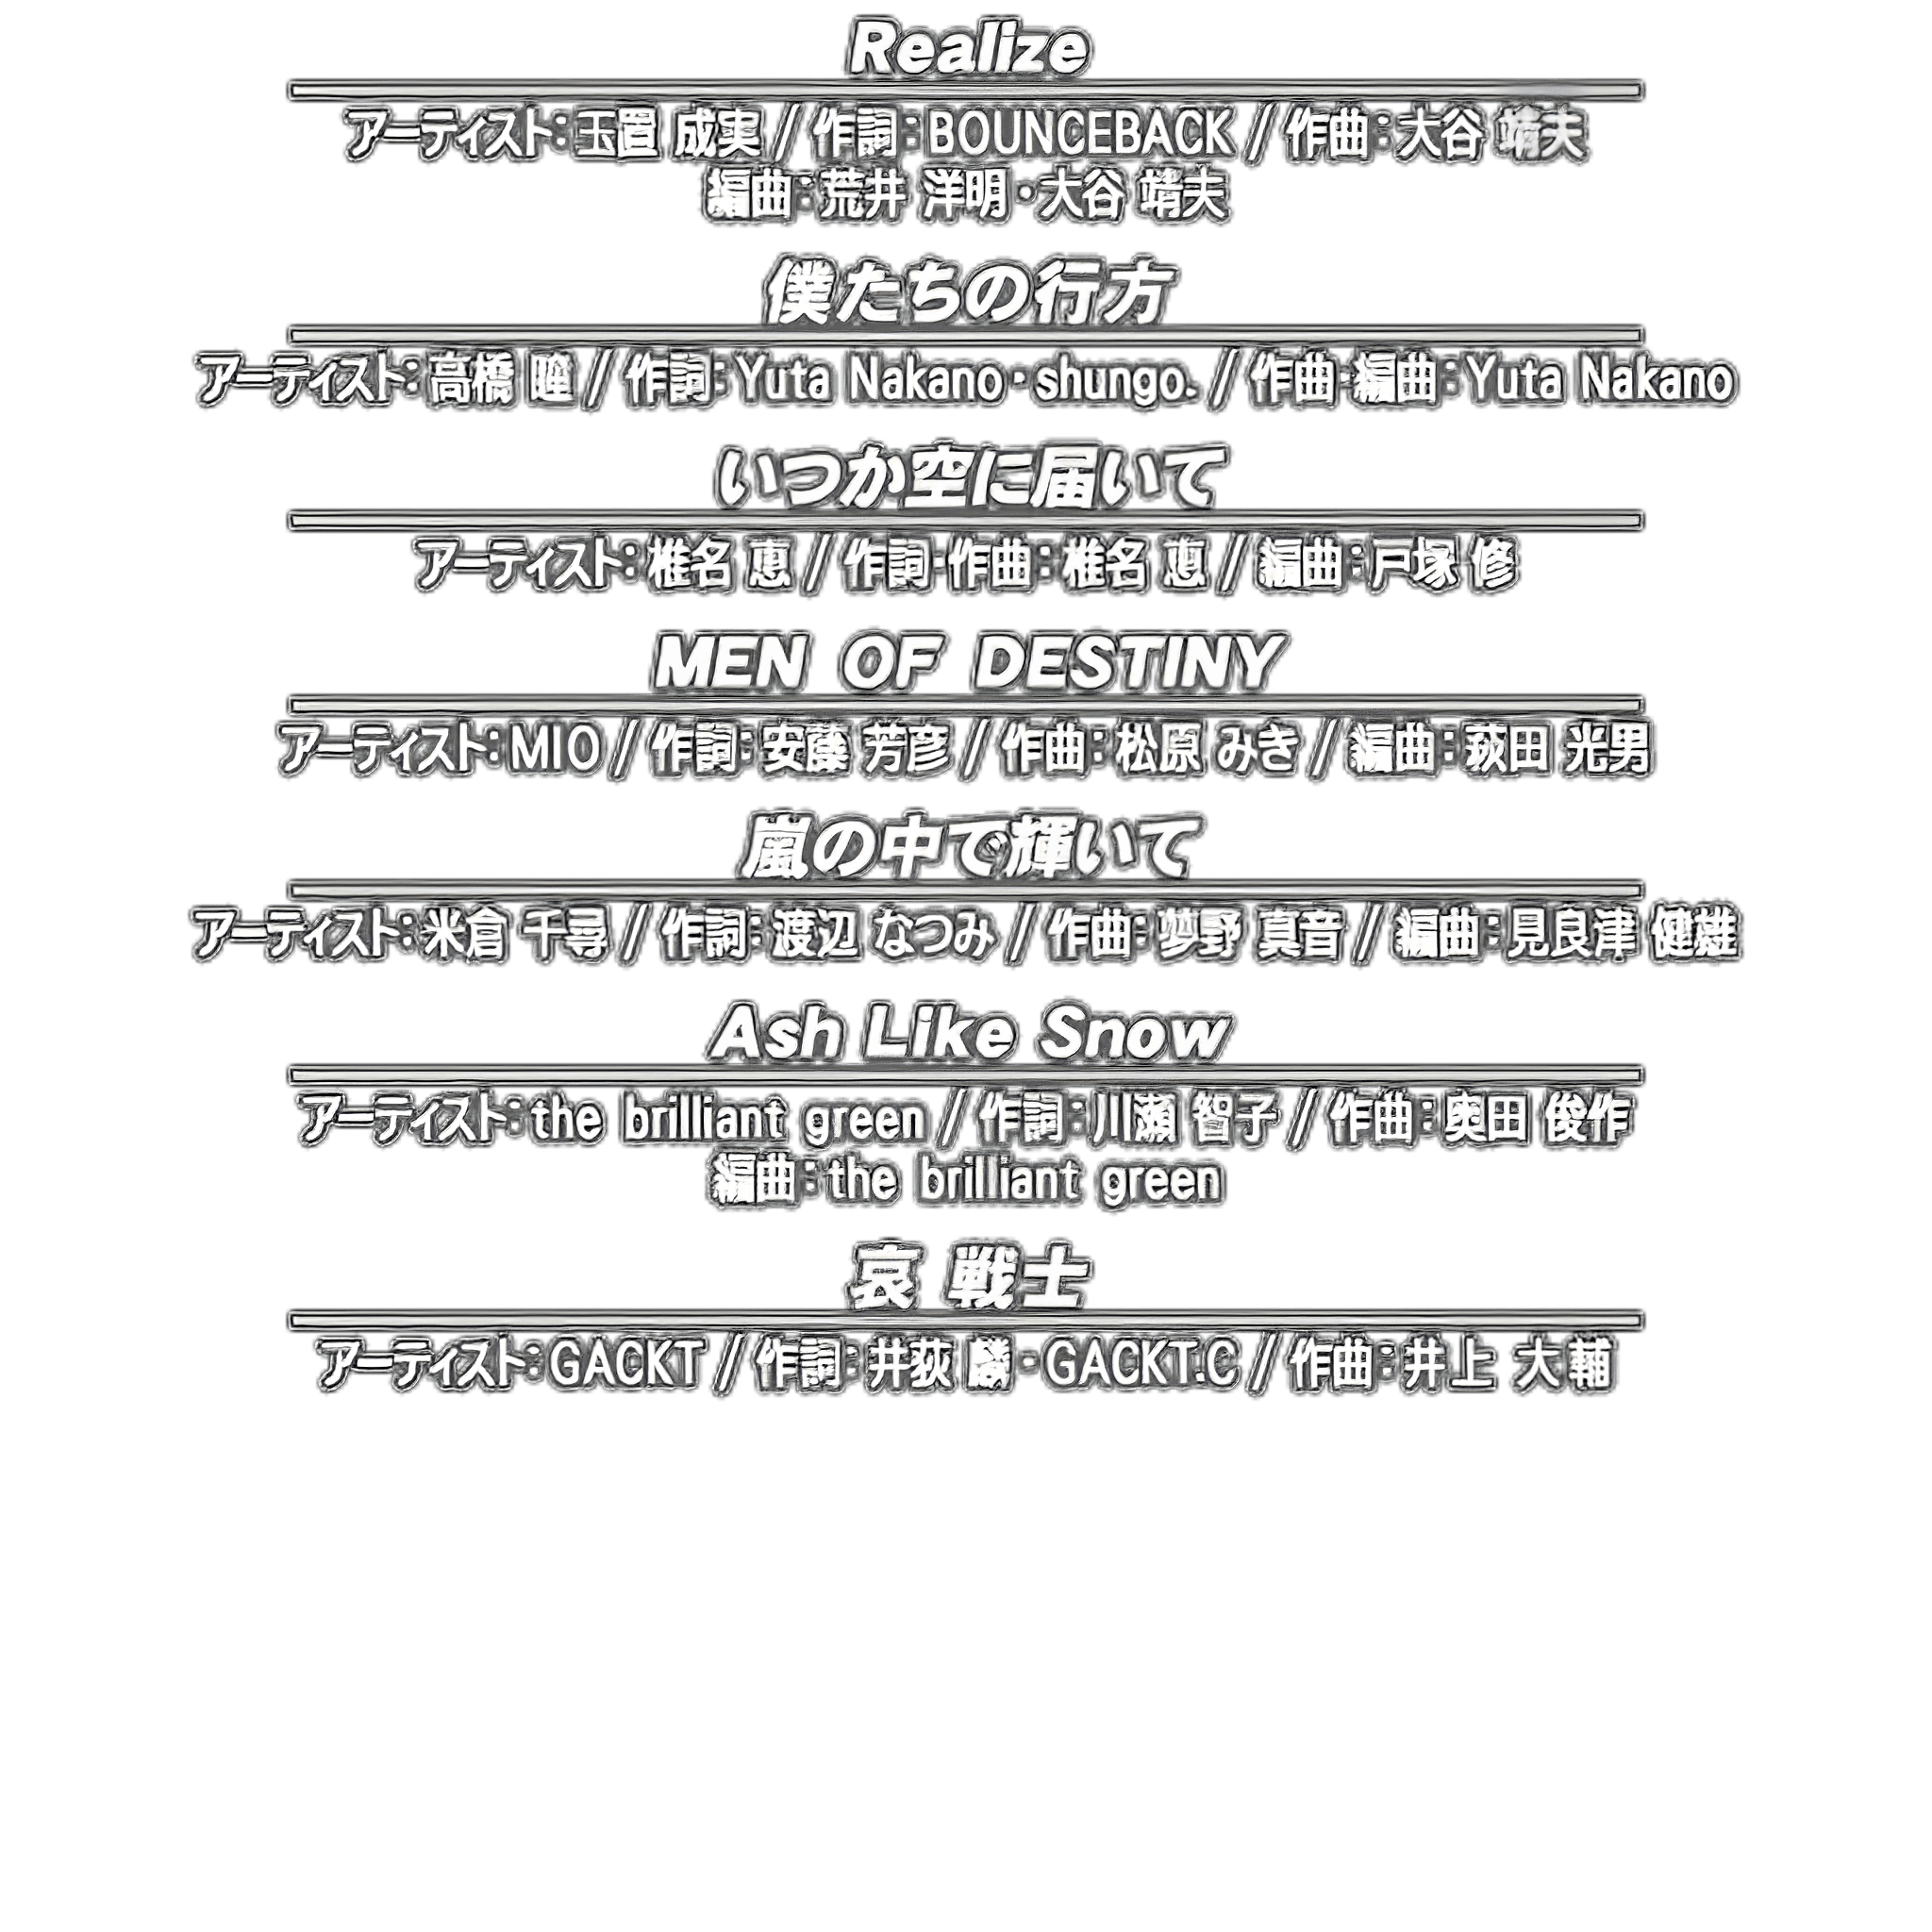 Realize
アーティスト:玉置 成実 / 作詞:BOUNCEBACK / 作曲:大谷 靖夫
編曲:荒井 洋明・大谷 靖夫
僕たちの行方
アーティスト:高橋 瞳 / 作詞:Yuta Nakano・shungo. / 作曲・編曲:Yuta Nakano
いつか空に届いて
アーティスト:椎名 恵 / 作詞・作曲:椎名 恵 / 編曲:戸塚 修
MEN OF DESTINY
アーティスト:MIO / 作詞:安藤 芳彦 / 作曲:松原 みき / 編曲:萩田 光男
嵐の中で輝いて
アーティスト:米倉 千尋 / 作詞:渡辺 なつみ / 作曲:夢野 真音 / 編曲:見良津 健雄
Ash Like Snow
アーティスト:the brilliant green / 作詞:川瀬 智子 / 作曲:奥田 俊作
編曲:the brilliant green
哀 戦士
アーティスト:GACKT / 作詞:井荻 麟・GACKT.C / 作曲:井上 大輔